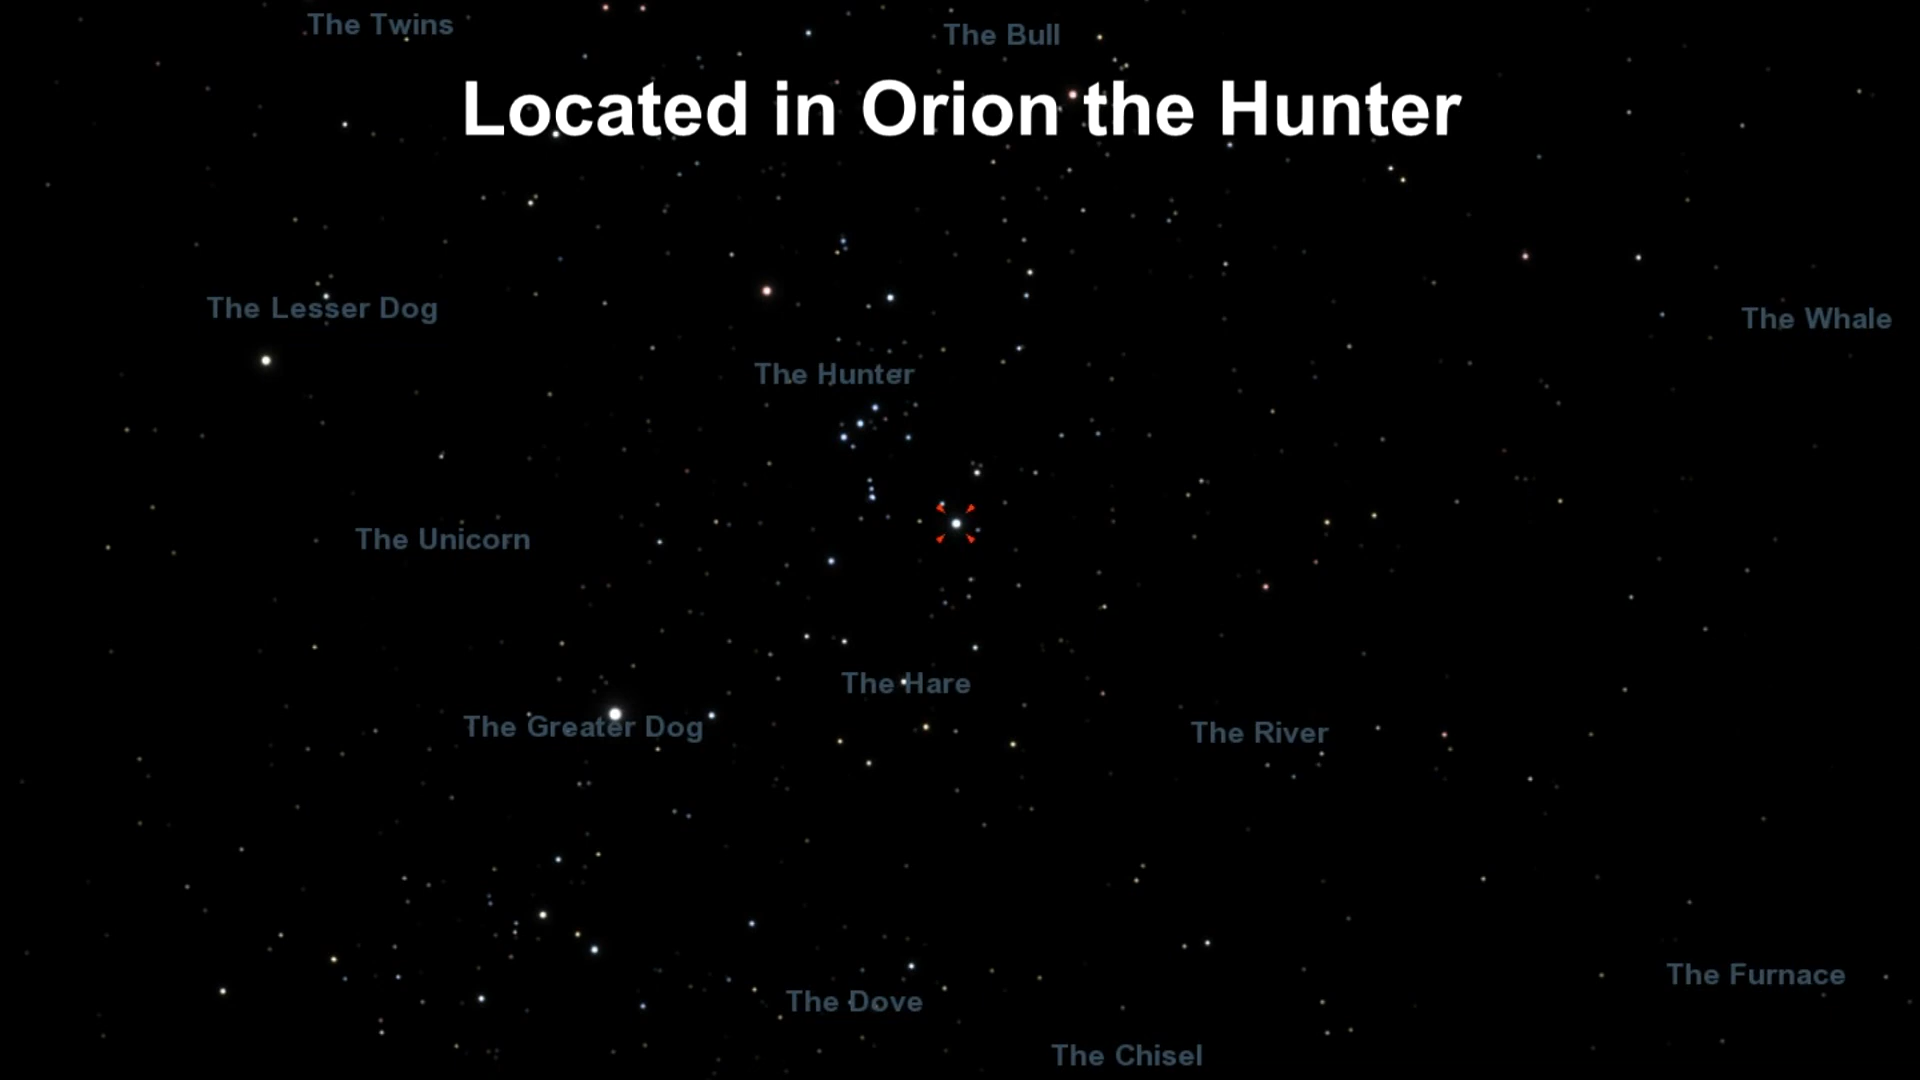 The Twins
The Bull
Located in Orion the Hunter
The Lesser Dog
The Whale
The Hunter
The Unicorn
The Hare
The Greater Dog
The River
The Furnace
The Dove
The Chisel